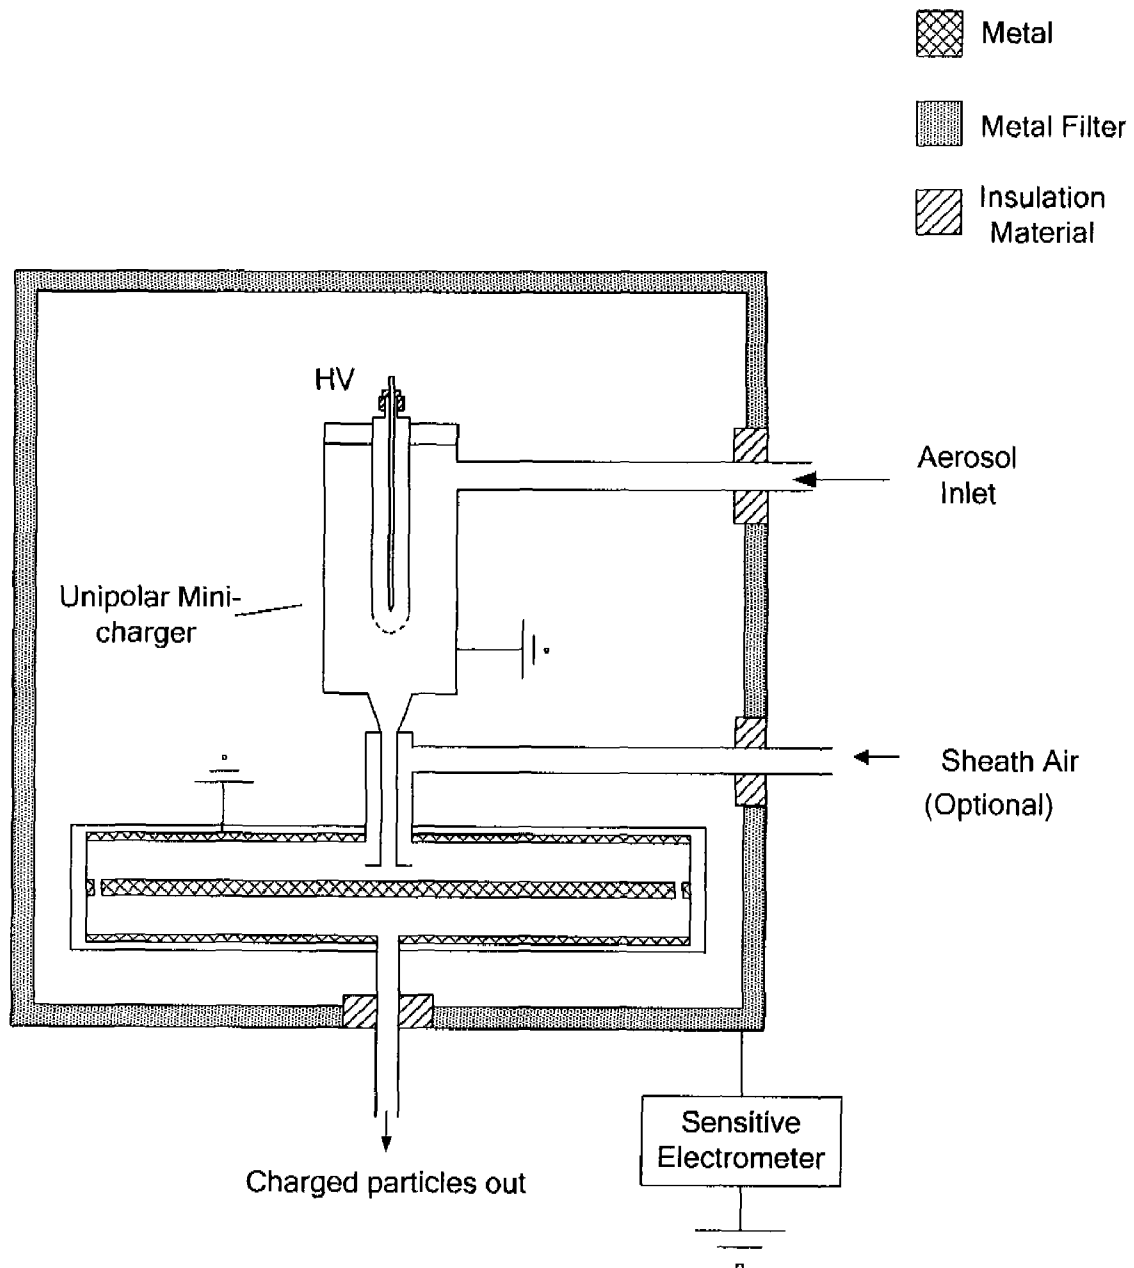 Metal
Metal Filter
Insulation
Material
HV
Aerosol
Inlet
Unipolar Mini-
charger
Sheath Air
(Optional)
Sensitive
Electrometer
Charged particles out